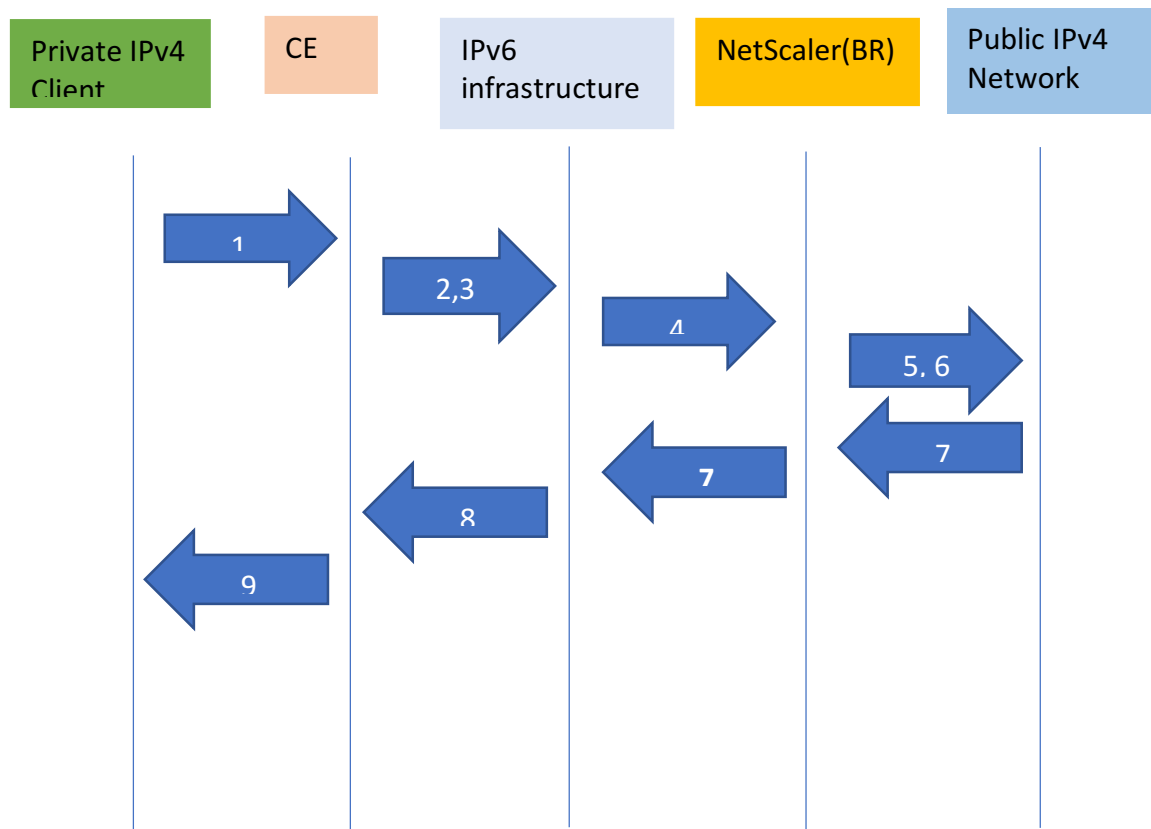 Private IPv4
Client
CE
IPv6
infrastructure
NetScaler(BR)
Public IPv4
Network
1
2,3
4
5, 6
7
7
8
9